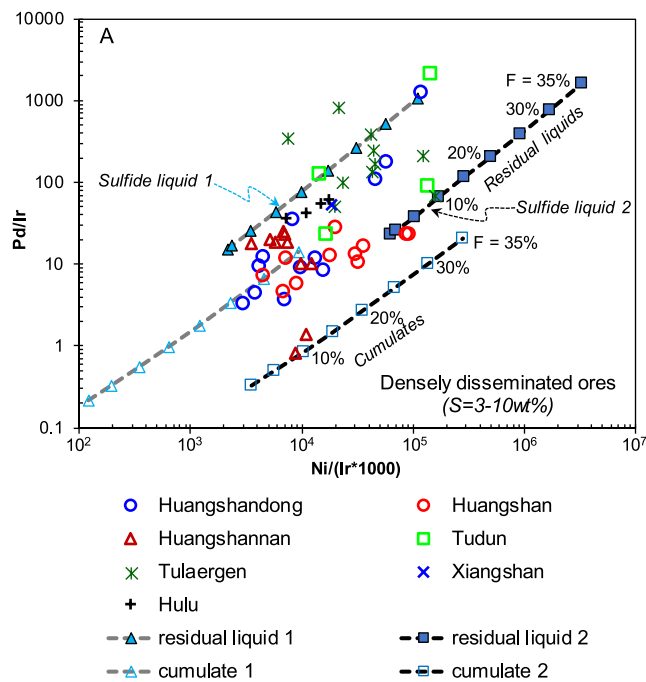 A
10000
1000
100
10
1
0.1
Pd/Ir
10² 10³ 10⁴ 10⁵ 10⁶ 10⁷
Ni/(Ir*1000)
F = 35%
30%
20%
10%
Residual liquids
Sulfide liquid 1
Sulfide liquid 2
F = 35%
30%
20%
10%
Cumulates
Densely disseminated ores
(S=3-10wt%)
Huangshandong Huangshan
Huangshannan Tudun
Tulaergen Xiangshan
Hulu
residual liquid 1 residual liquid 2
cumulate 1 cumulate 2